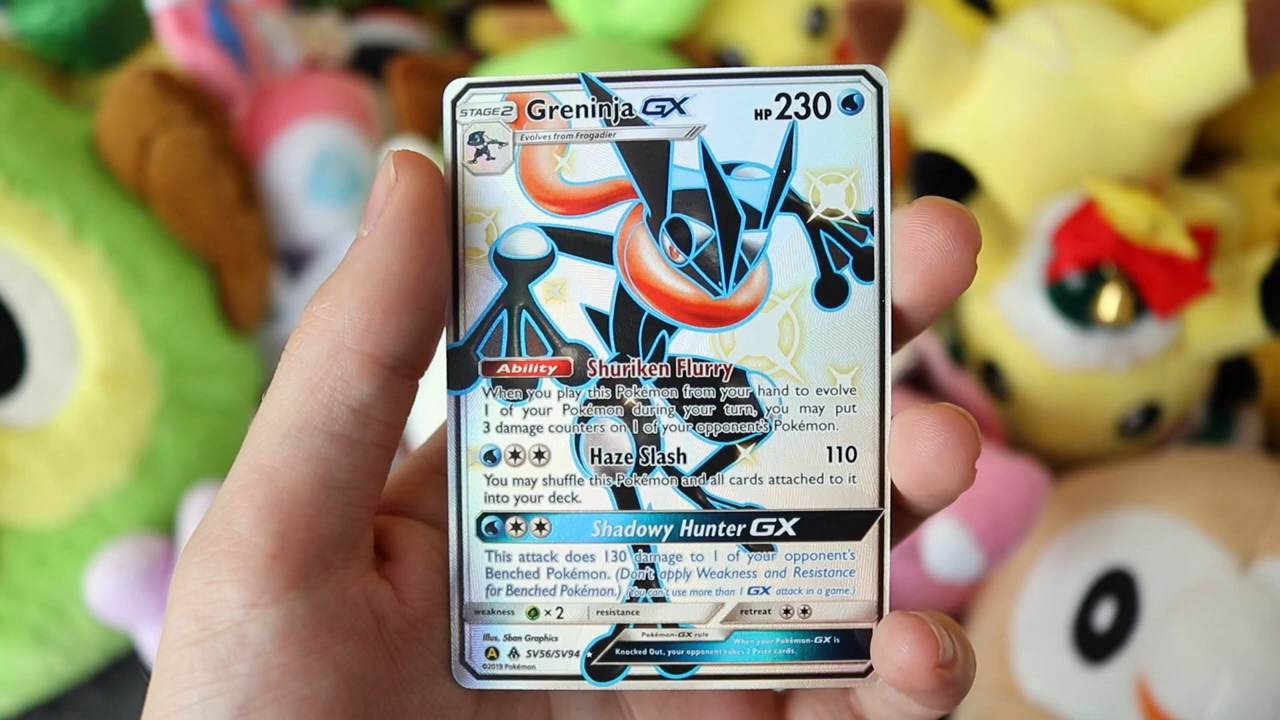 STAGE 2 Greninja GX HP 230
Evolves from Frogadier
Ability Shuriken Flurry
When you play this Pokémon from your hand to evolve
1 of your Pokémon during your turn, you may put
3 damage counters on 1 of your opponent's Pokémon.
Haze Slash 110
You may shuffle this Pokémon and all cards attached to it
into your deck.
Shadowy Hunter GX
This attack does 130 damage to 1 of your opponent's
Benched Pokémon. (Don't apply Weakness and Resistance
for Benched Pokémon.) (You can't use more than 1 GX attack in a game.)
weakness × 2 resistance retreat
Illus. 5ban Graphics
Pokémon-GX rule
When your Pokémon-GX is
Knocked Out, your opponent takes 2 Prize cards.
A SV56/SV94
©2019 Pokémon